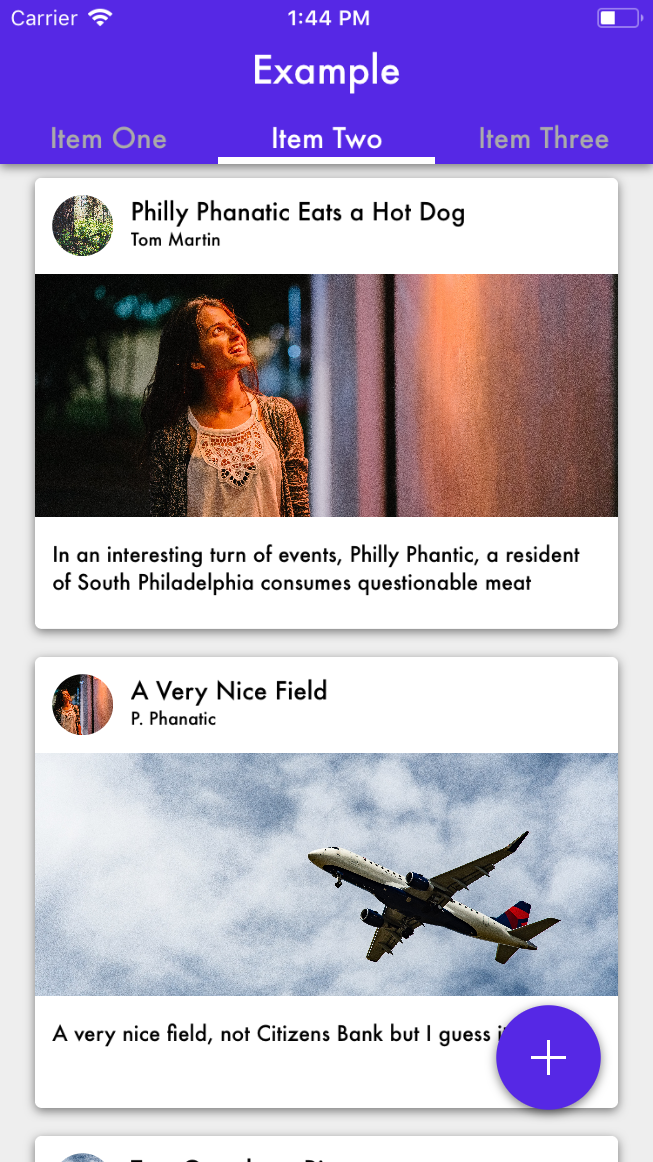 Carrier
1:44 PM
Example
Item One
Item Two
Item Three
Philly Phanatic Eats a Hot Dog
Tom Martin
In an interesting turn of events, Philly Phantic, a resident
of South Philadelphia consumes questionable meat
A Very Nice Field
P. Phanatic
A very nice field, not Citizens Bank but I guess